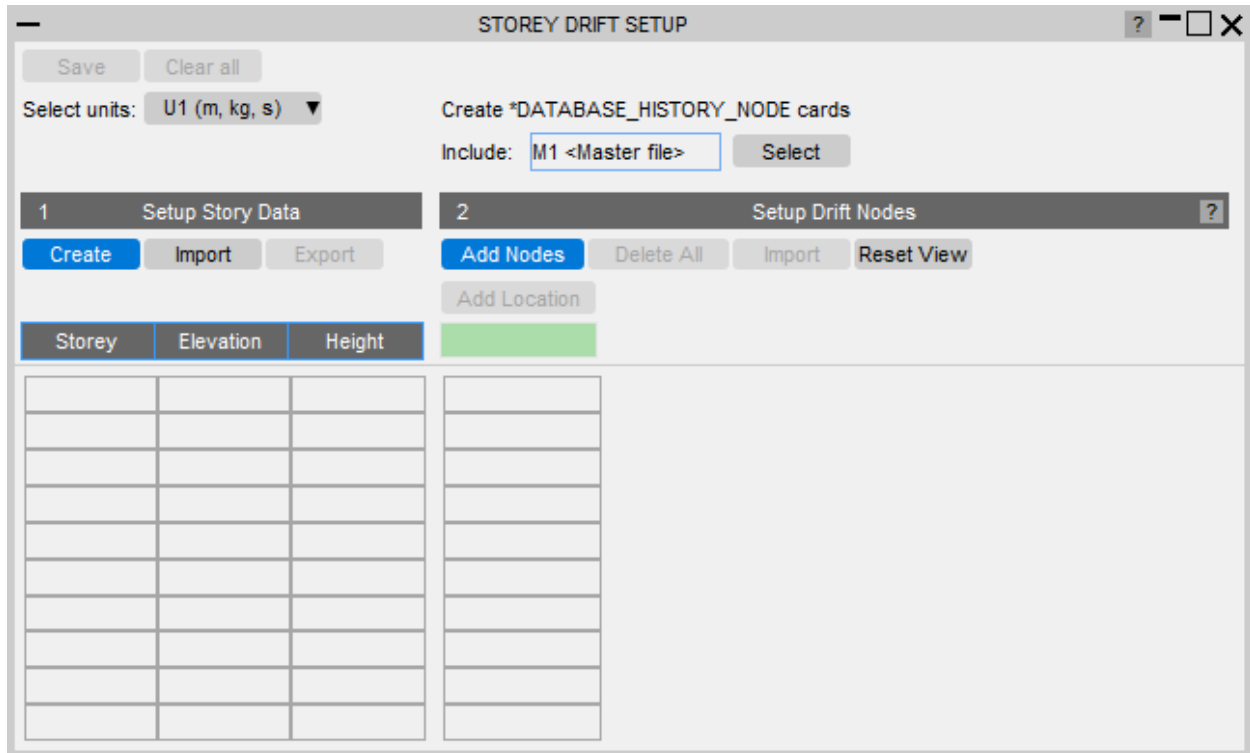 STOREY DRIFT SETUP ?
Save Clear all
Select units: U1 (m, kg, s) ▼
Create *DATABASE_HISTORY_NODE cards
Include: M1 <Master file> Select
1 Setup Story Data
2 Setup Drift Nodes ?
Create Import Export
Add Nodes Delete All Import Reset View
Add Location
Storey Elevation Height